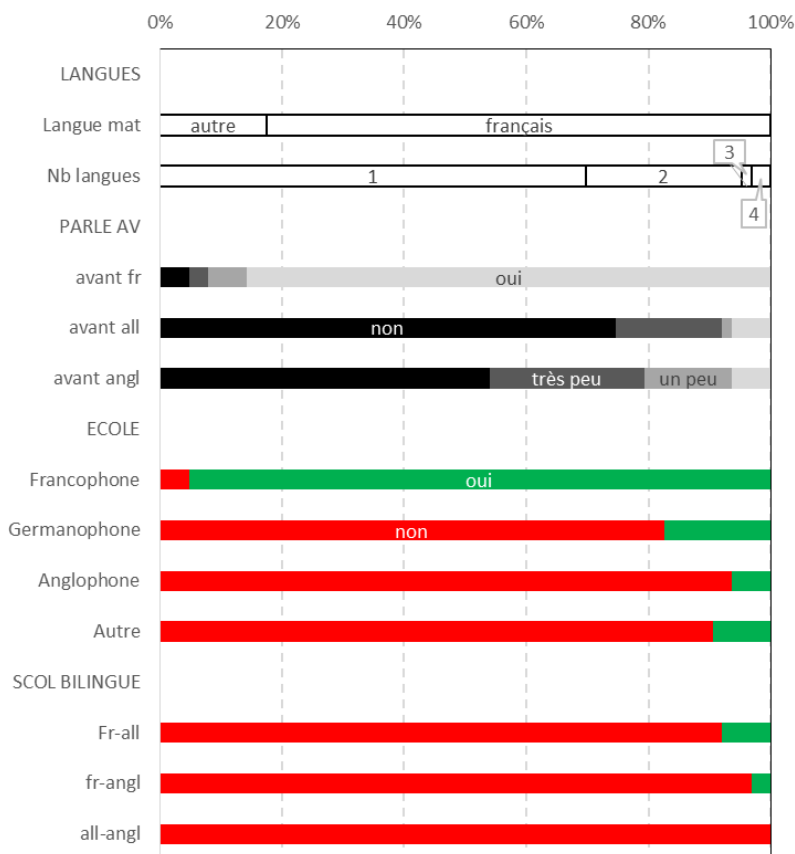 0% 20% 40% 60% 80% 100%
LANGUES
Langue mat autre français
Nb langues 1 2 3 4
PARLE AV
avant fr oui
avant all non
avant angl très peu un peu
ECOLE
Francophone oui
Germanophone non
Anglophone
Autre
SCOL BILINGUE
Fr-all
fr-angl
all-angl